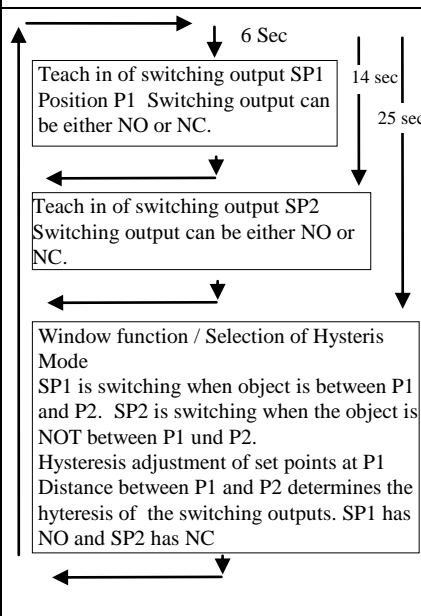 6 Sec
14 sec
25 sec
Teach in of switching output SP1
Position P1 Switching output can
be either NO or NC.
Teach in of switching output SP2
Switching output can be either NO or
NC.
Window function / Selection of Hysteris
Mode
SP1 is switching when object is between P1
and P2. SP2 is switching when the object is
NOT between P1 und P2.
Hysteresis adjustment of set points at P1
Distance between P1 and P2 determines the
hyteresis of the switching outputs. SP1 has
NO and SP2 has NC